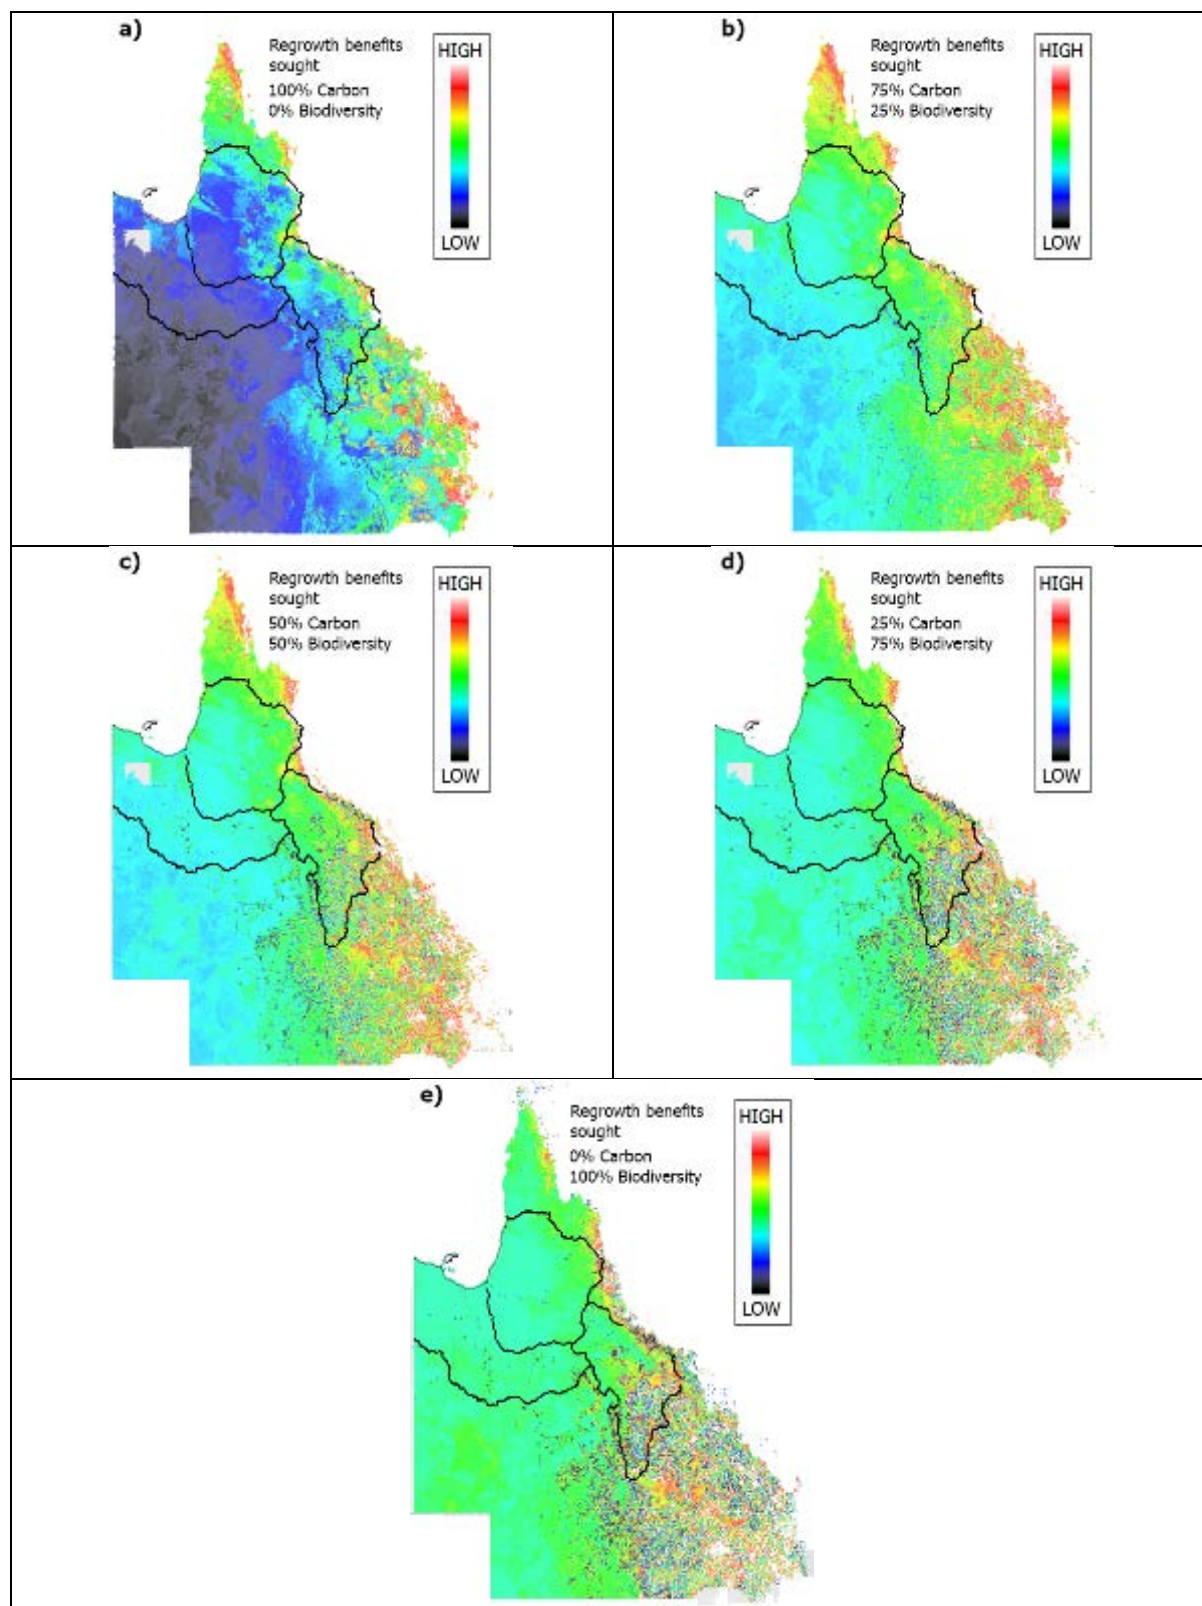 a)
Regrowth benefits
sought
100% Carbon
0% Biodiversity
HIGH
LOW
b)
Regrowth benefits
sought
75% Carbon
25% Biodiversity
HIGH
LOW
c)
Regrowth benefits
sought
50% Carbon
50% Biodiversity
HIGH
LOW
d)
Regrowth benefits
sought
25% Carbon
75% Biodiversity
HIGH
LOW
e)
Regrowth benefits
sought
0% Carbon
100% Biodiversity
HIGH
LOW